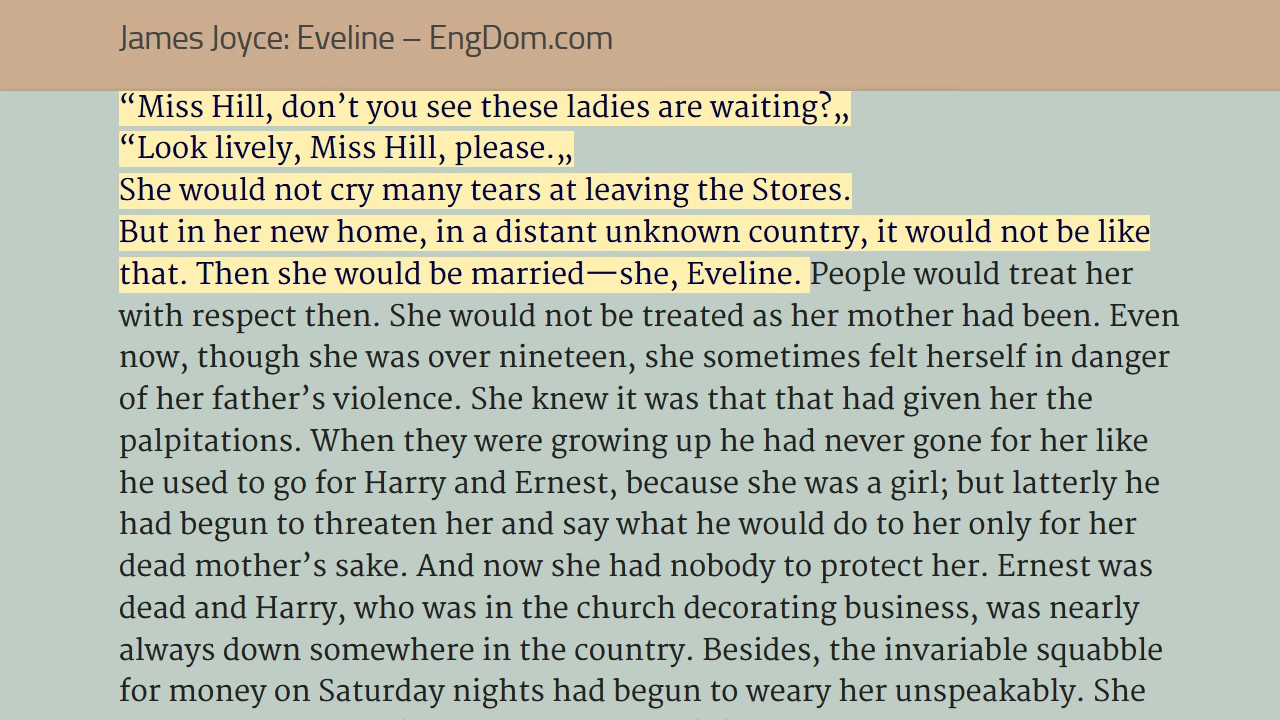 James Joyce: Eveline – EngDom.com
“Miss Hill, don’t you see these ladies are waiting?„
“Look lively, Miss Hill, please.„
She would not cry many tears at leaving the Stores.
But in her new home, in a distant unknown country, it would not be like
that. Then she would be married—she, Eveline. People would treat her
with respect then. She would not be treated as her mother had been. Even
now, though she was over nineteen, she sometimes felt herself in danger
of her father’s violence. She knew it was that that had given her the
palpitations. When they were growing up he had never gone for her like
he used to go for Harry and Ernest, because she was a girl; but latterly he
had begun to threaten her and say what he would do to her only for her
dead mother’s sake. And now she had nobody to protect her. Ernest was
dead and Harry, who was in the church decorating business, was nearly
always down somewhere in the country. Besides, the invariable squabble
for money on Saturday nights had begun to weary her unspeakably. She